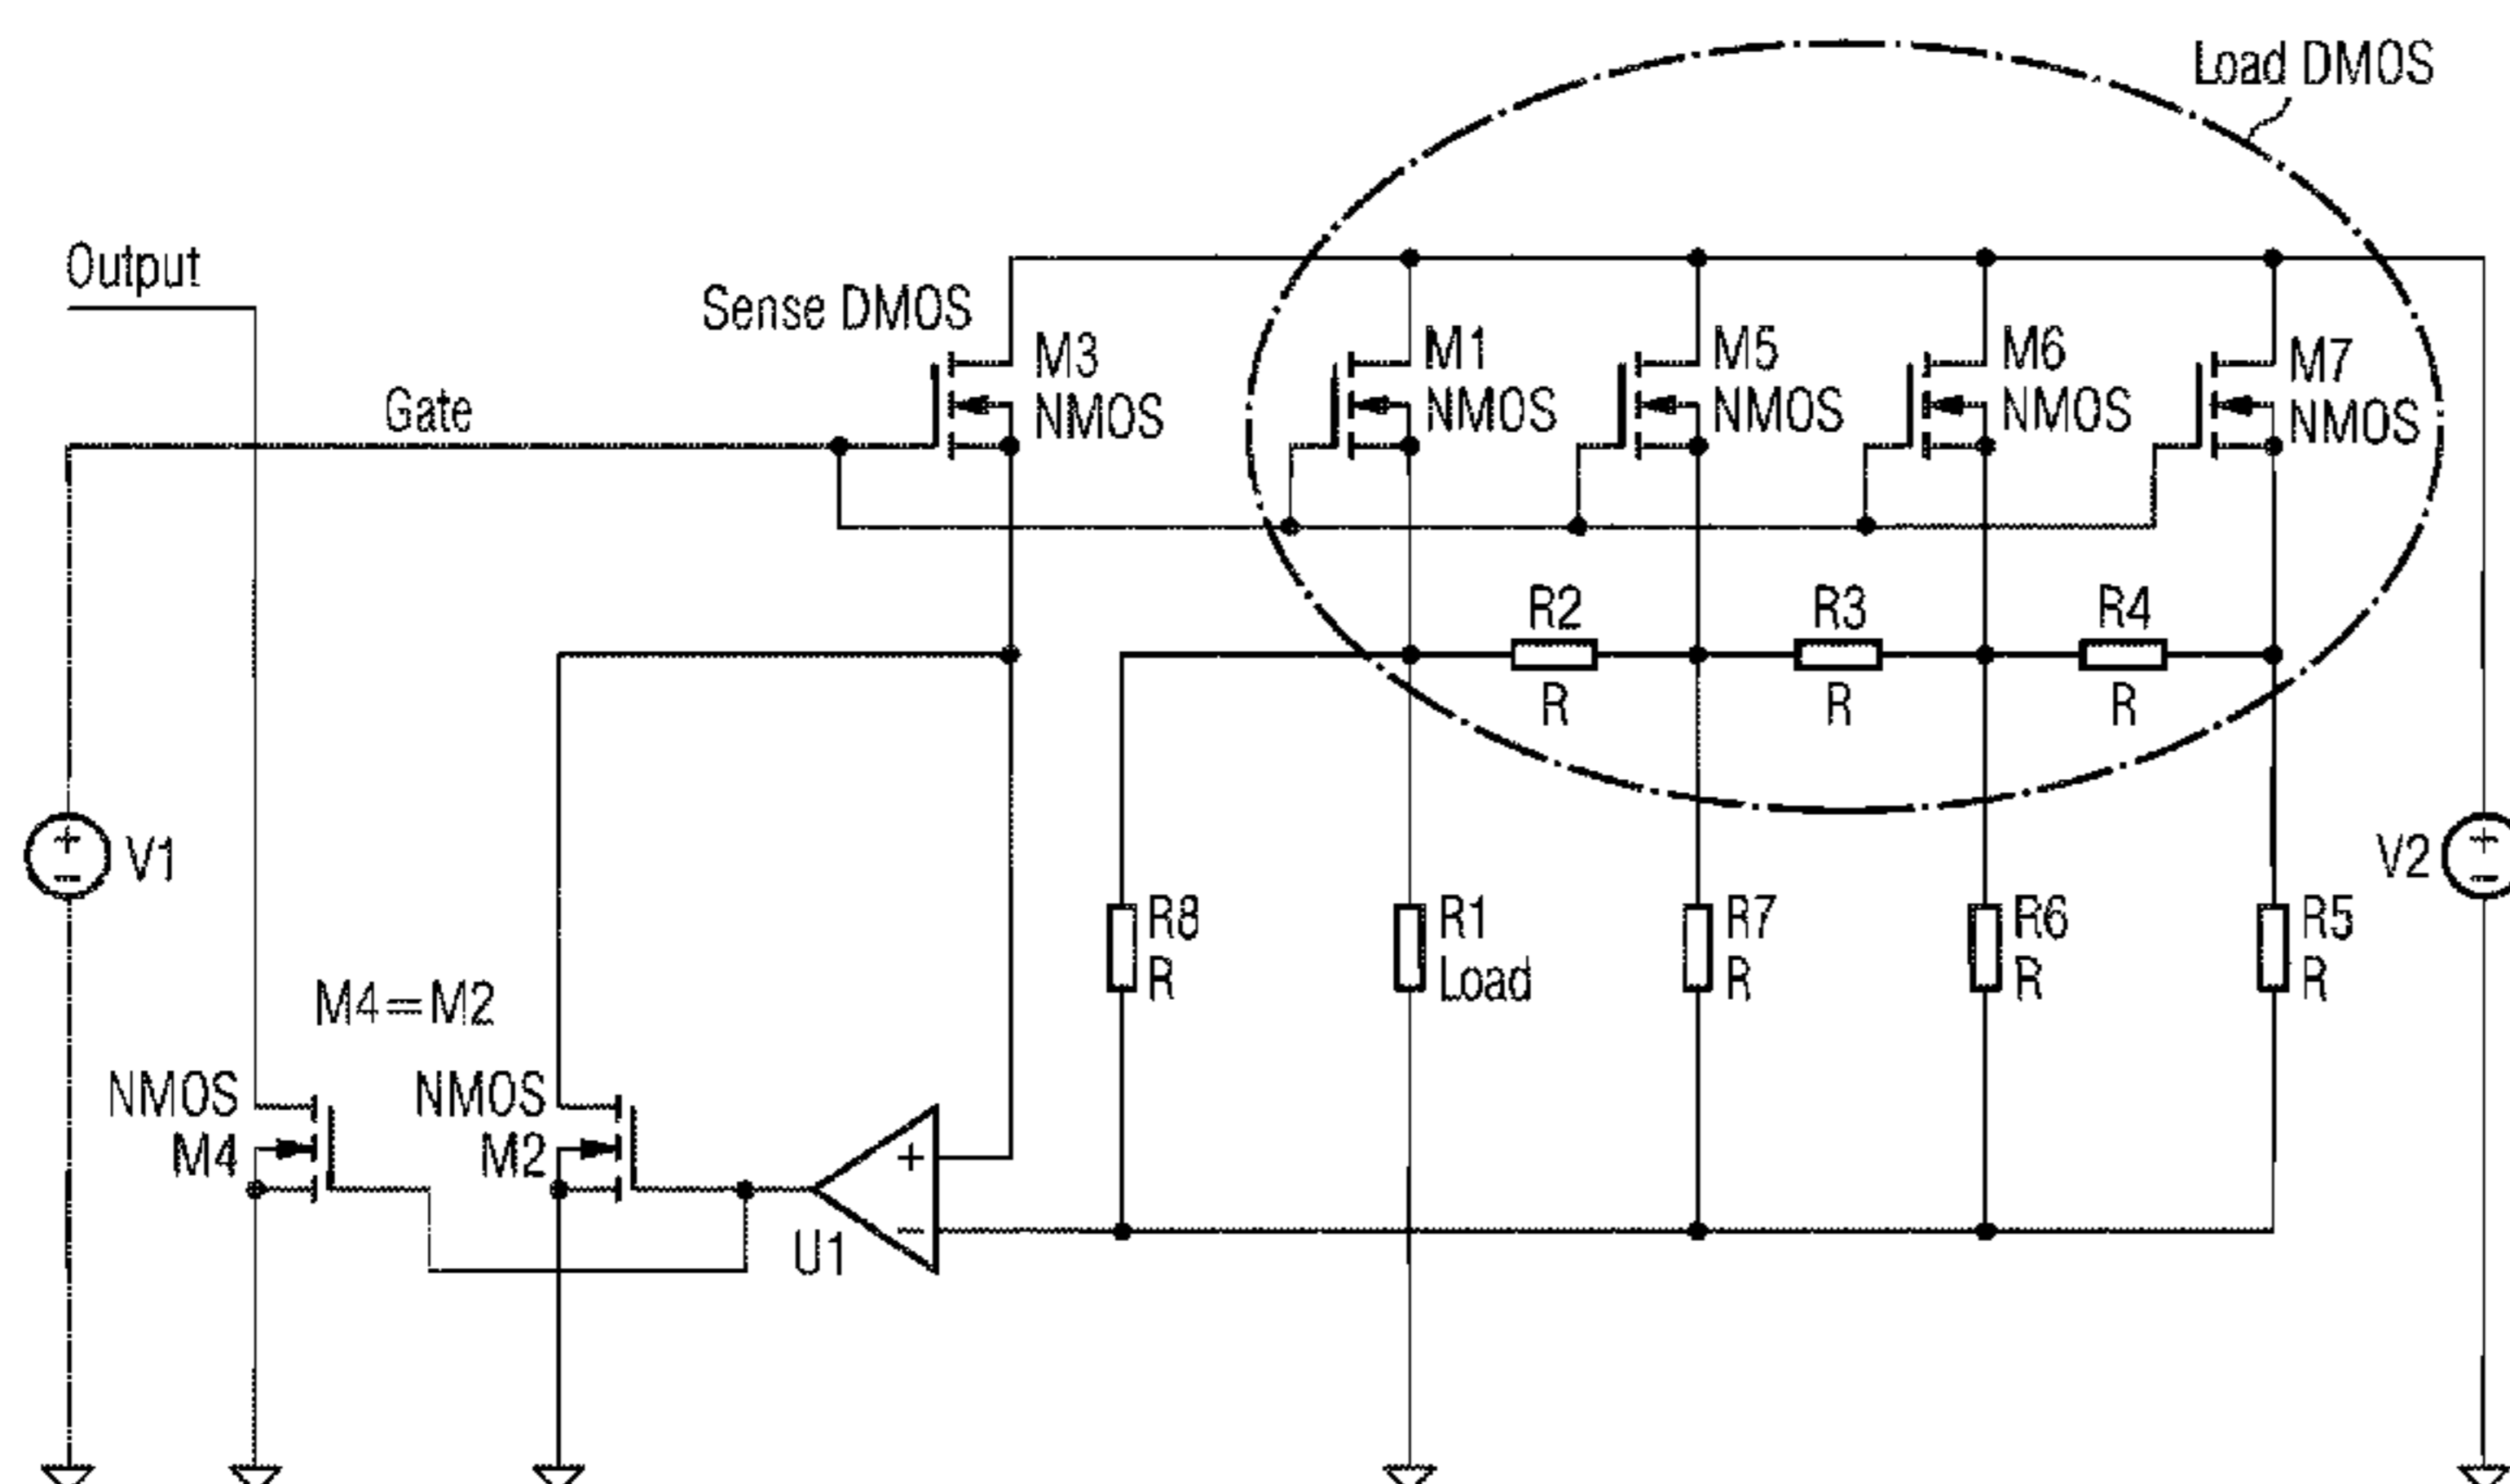 Load DMOS
Output
Sense DMOS
M3
NMOS
M1
NMOS
M5
NMOS
M6
NMOS
M7
NMOS
Gate
R2
R
R3
R
R4
R
+
-
V1
V2
+
-
R8
R
R1
Load
R7
R
R6
R
R5
R
M4=M2
NMOS
M4
NMOS
M2
+
-
U1